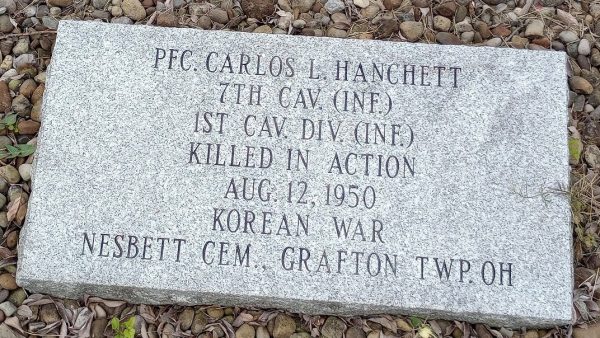 PFC. CARLOS L. HANCHETT
7TH CAV. (INF.)
1ST CAV. DIV. (INF.)
KILLED IN ACTION
AUG. 12, 1950
KOREAN WAR
NESBETT CEM., GRAFTON TWP. OH